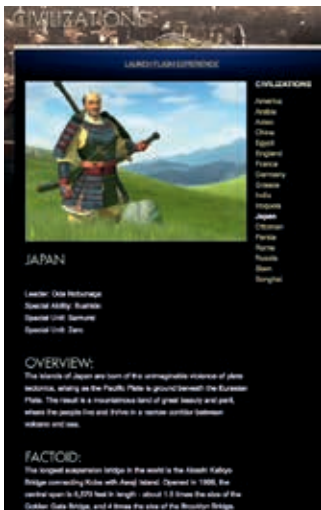 CIVILIZATIONS
LAUNCH FLASH EXPERIENCE
CIVILIZATIONS
America
Arabia
Aztec
China
Egypt
England
France
Germany
Greece
India
Iroquois
Japan
Ottoman
Persia
Rome
Russia
Siam
Songhai
JAPAN
Leader: Oda Nobunaga
Special Ability: Bushido
Special Unit: Samurai
Special Unit: Zero
OVERVIEW:
The islands of Japan are born of the unimaginable violence of plate
tectonics, arising as the Pacific Plate is ground beneath the Eurasian
Plate. The result is a mountainous land of great beauty and peril,
where the people live and thrive in a narrow corridor between
volcano and sea.
FACTOID:
The longest suspension bridge in the world is the Akashi Kaikyo
Bridge connecting Kobe with Awaji Island. Opened in 1998, the
central span is 6,570 feet in length - about 1.5 times the size of the
Golden Gate Bridge, and 4 times the size of the Brooklyn Bridge.